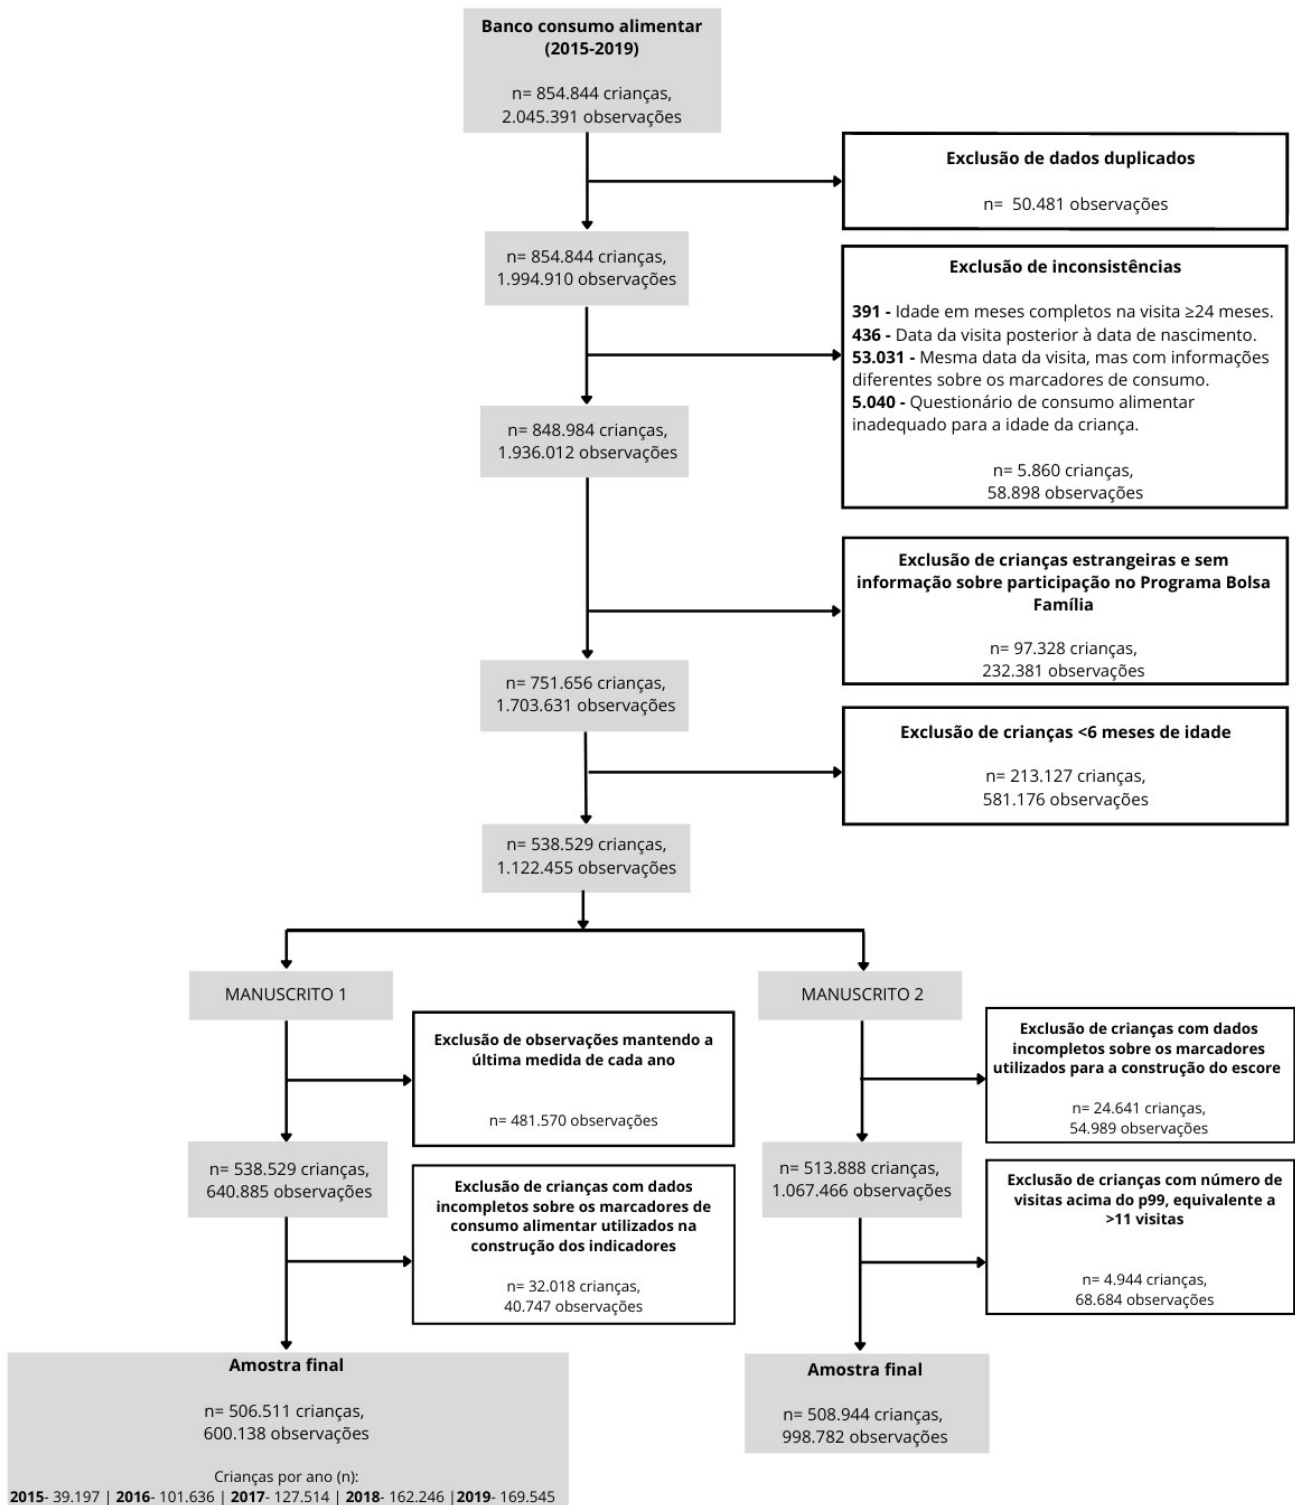 Banco consumo alimentar
(2015-2019)
n= 854.844 crianças,
2.045.391 observações
Exclusão de dados duplicados
n=  50.481 observações
n= 854.844 crianças,
1.994.910 observações
Exclusão de inconsistências
391 - Idade em meses completos na visita ≥24 meses.
436 - Data da visita posterior à data de nascimento.
53.031 - Mesma data da visita, mas com informações
diferentes sobre os marcadores de consumo.
5.040 - Questionário de consumo alimentar
inadequado para a idade da criança.
n= 5.860 crianças,
58.898 observações
n= 848.984 crianças,
1.936.012 observações
Exclusão de crianças estrangeiras e sem
informação sobre participação no Programa Bolsa
Família
n= 97.328 crianças,
232.381 observações
n= 751.656 crianças,
1.703.631 observações
Exclusão de crianças <6 meses de idade
n= 213.127 crianças,
581.176 observações
n= 538.529 crianças,
1.122.455 observações
MANUSCRITO 1
Exclusão de observações mantendo a
última medida de cada ano
n= 481.570 observações
n= 538.529 crianças,
640.885 observações
Exclusão de crianças com dados
incompletos sobre os marcadores de
consumo alimentar utilizados na
construção dos indicadores
n= 32.018 crianças,
40.747 observações
Amostra final
n= 506.511 crianças,
600.138 observações
Crianças por ano (n):
2015- 39.197 | 2016- 101.636 | 2017- 127.514 | 2018- 162.246 |2019- 169.545
MANUSCRITO 2
Exclusão de crianças com dados
incompletos sobre os marcadores
utilizados para a construção do escore
n= 24.641 crianças,
54.989 observações
n= 513.888 crianças,
1.067.466 observações
Exclusão de crianças com número de
visitas acima do p99, equivalente a
>11 visitas
n= 4.944 crianças,
68.684 observações
Amostra final
n= 508.944 crianças,
998.782 observações